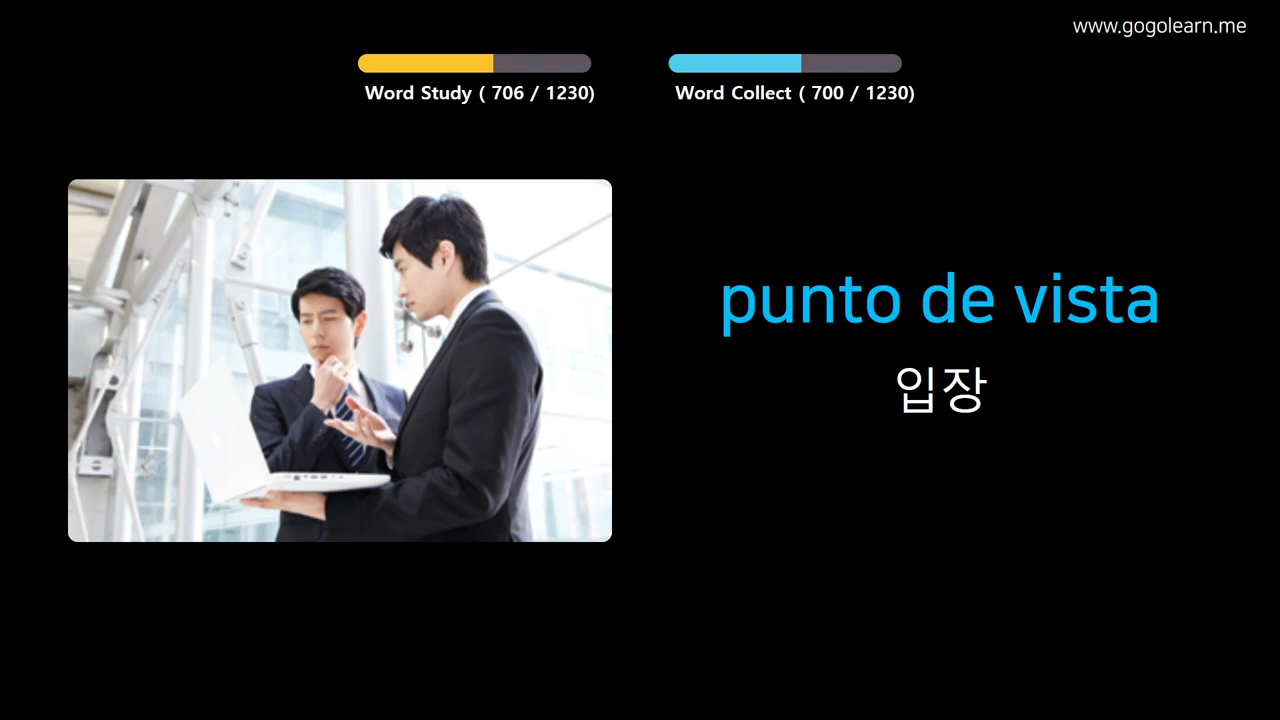 www.gogolearn.me
Word Study ( 706 / 1230)
Word Collect ( 700 / 1230)
punto de vista
입장